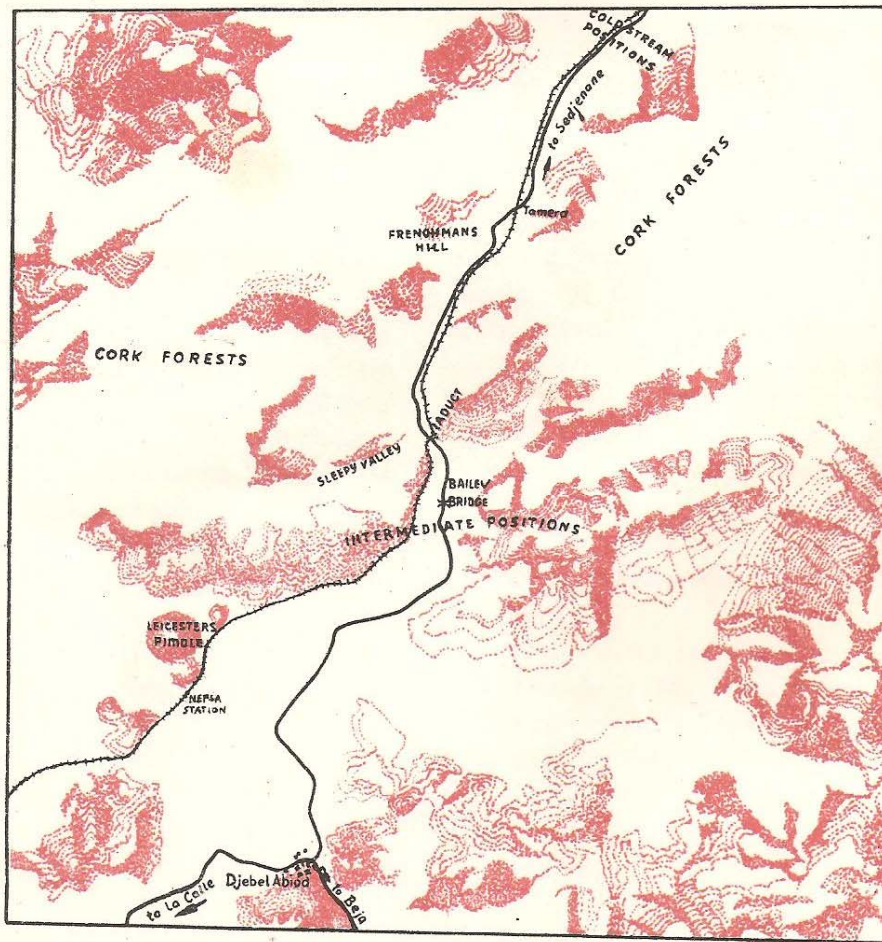 COLDSTREAM
POSITIONS
to Sedjenane
CORK FORESTS
Tamera
FRENCHMANS
HILL
CORK FORESTS
VIADUCT
SLEEPY VALLEY
BAILEY
BRIDGE
INTERMEDIATE POSITIONS
LEICESTERS
PIMPLE
NEFSA
STATION
Djebel Abiod
to La Calle
to Beja